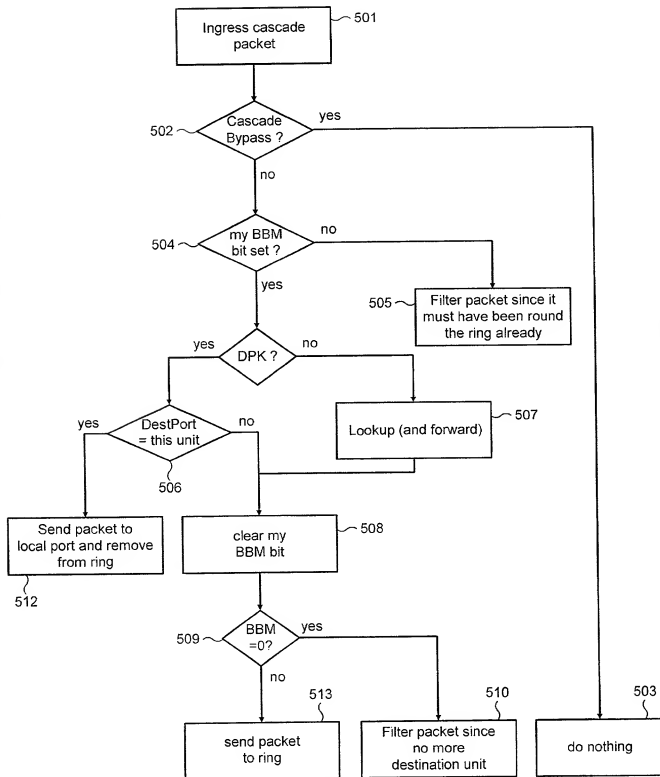 Ingress cascade
packet
501
Cascade
Bypass ?
502
yes
no
my BBM
bit set ?
504
no
yes
505
Filter packet since it
must have been round
the ring already
DPK ?
yes
no
DestPort
= this unit
506
yes
no
Lookup (and forward)
507
Send packet to
local port and remove
from ring
512
clear my
BBM bit
508
BBM
=0?
509
yes
no
513
send packet
to ring
510
Filter packet since
no more
destination unit
503
do nothing